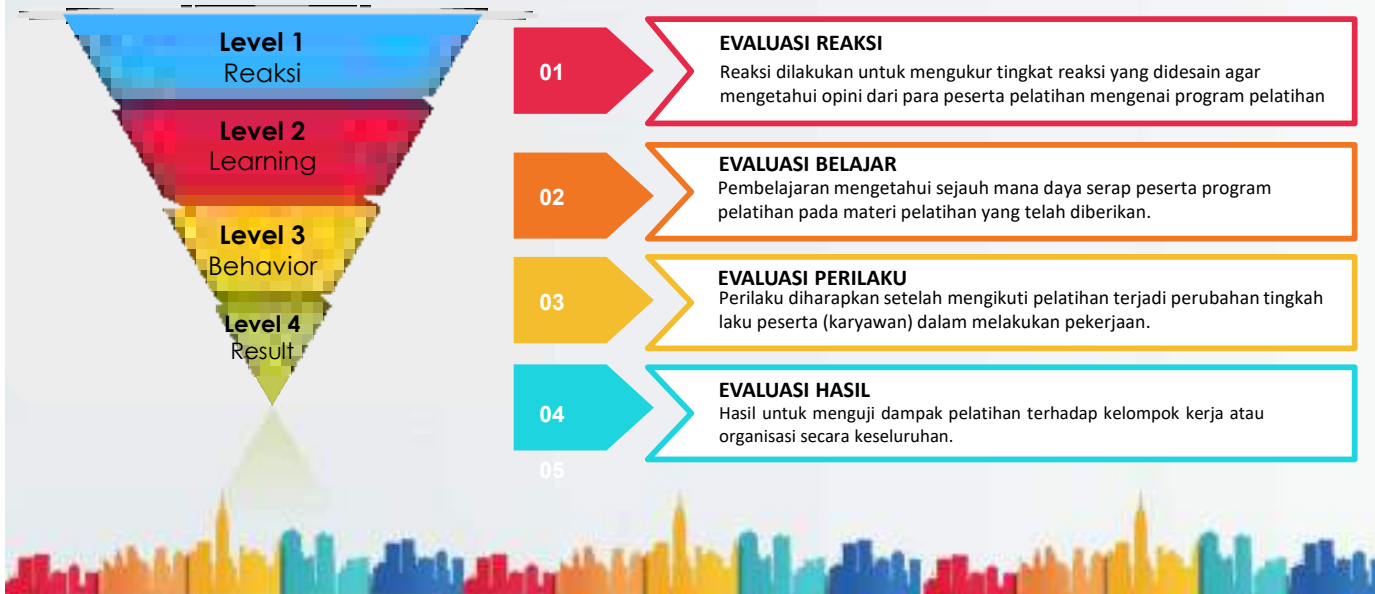 Level 1
Reaksi
Level 2
Learning
Level 3
Behavior
Level 4
Result
01
EVALUASI REAKSI
Reaksi dilakukan untuk mengukur tingkat reaksi yang didesain agar
mengetahui opini dari para peserta pelatihan mengenai program pelatihan
02
EVALUASI BELAJAR
Pembelajaran mengetahui sejauh mana daya serap peserta program
pelatihan pada materi pelatihan yang telah diberikan.
03
EVALUASI PERILAKU
Perilaku diharapkan setelah mengikuti pelatihan terjadi perubahan tingkah
laku peserta (karyawan) dalam melakukan pekerjaan.
04
EVALUASI HASIL
Hasil untuk menguji dampak pelatihan terhadap kelompok kerja atau
organisasi secara keseluruhan.
05